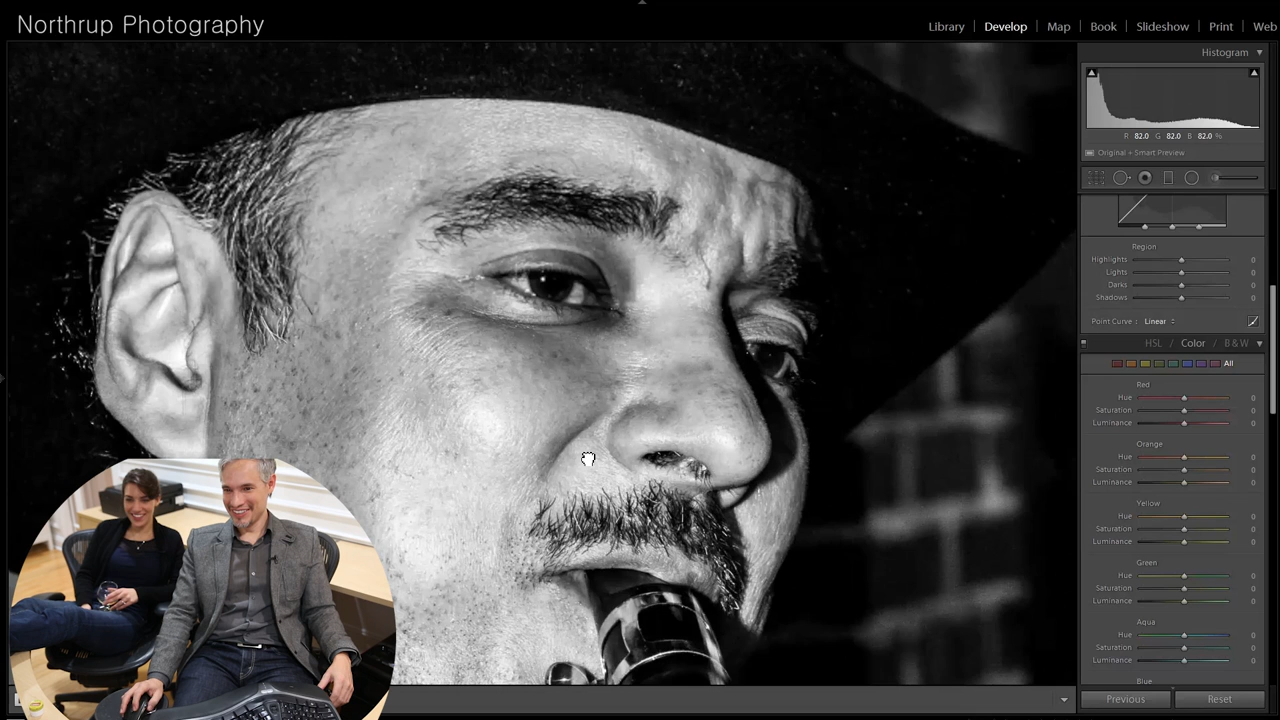 Northrup Photography
Library Develop Map Book Slideshow Print Web
Histogram
R 82.0 G 82.0 B 82.0 %
Original + Smart Preview
Region
Highlights 0
Lights 0
Darks 0
Shadows 0
Point Curve : Linear
HSL / Color / B & W
All
Red
Hue 0
Saturation 0
Luminance 0
Orange
Hue 0
Saturation 0
Luminance 0
Yellow
Hue 0
Saturation 0
Luminance 0
Green
Hue 0
Saturation 0
Luminance 0
Aqua
Hue 0
Saturation 0
Luminance 0
Blue
Previous Reset